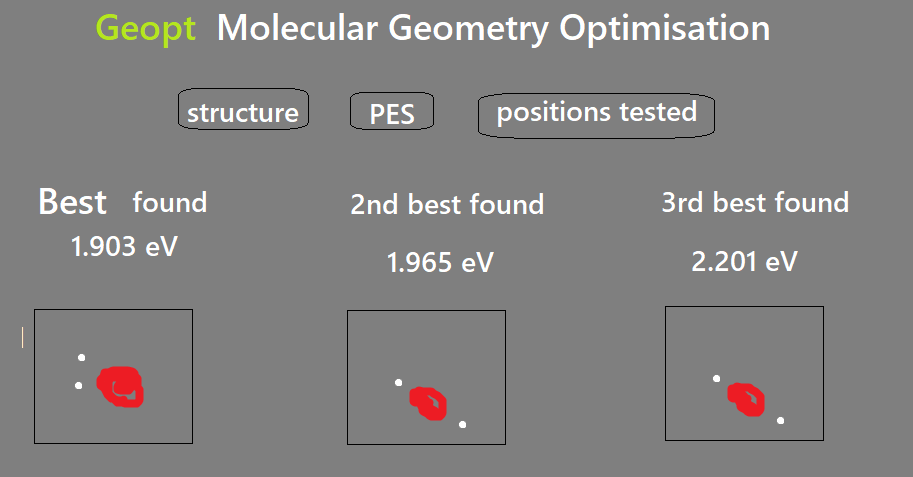 Geopt Molecular Geometry Optimisation
structure PES positions tested
Best found 2nd best found 3rd best found
1.903 eV 1.965 eV 2.201 eV